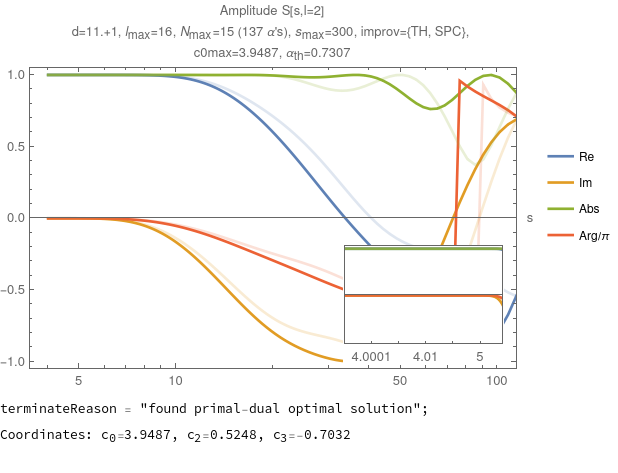 Amplitude S[s,l=2]
d=11.+1, lmax=16, Nmax=15 (137 α's), smax=300, improv={TH, SPC},
c0max=3.9487, αth=0.7307
1.0
0.5
0.0
−0.5
−1.0
s
Re
Im
Abs
Arg/π
4.0001 4.01 5
5 10 50 100
terminateReason = "found primal-dual optimal solution";
Coordinates: c0=3.9487, c2=0.5248, c3=-0.7032